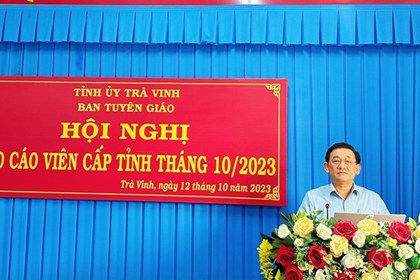 TỈNH ỦY TRÀ VINH
BAN TUYÊN GIÁO
HỘI NGHỊ
O CÁO VIÊN CẤP TỈNH THÁNG 10/2023
Trà Vinh, ngày 12 tháng 10 năm 2023